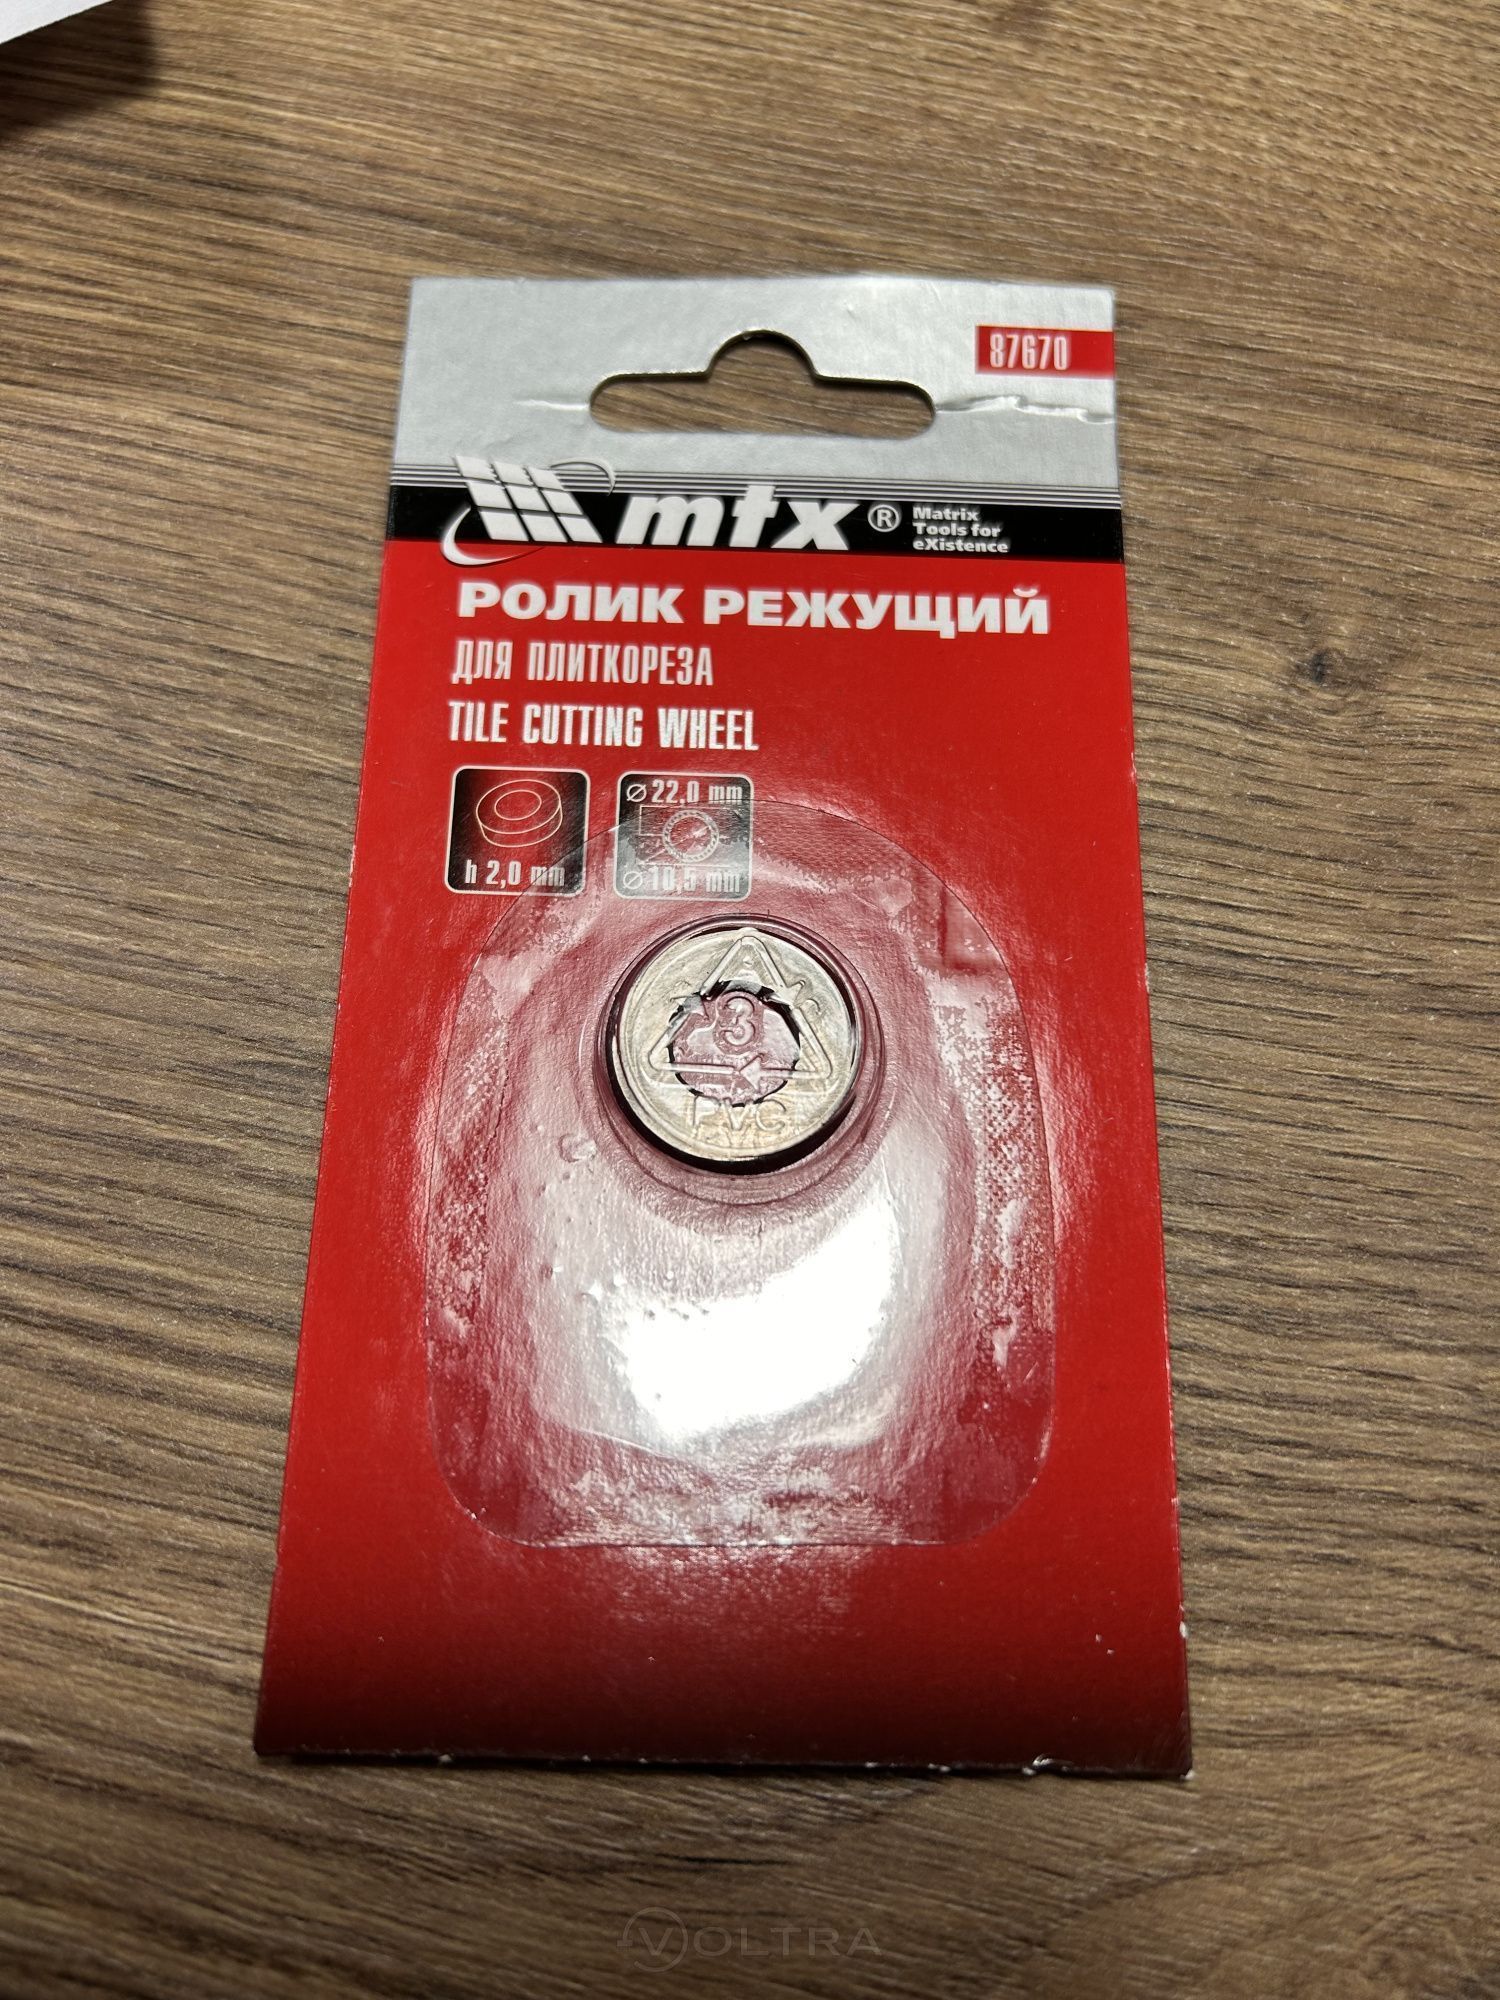 87670
mtx® Matrix
Tools for
eXistence
РОЛИК РЕЖУЩИЙ
ДЛЯ ПЛИТКОРЕЗА
TILE CUTTING WHEEL
h 2,0 mm
Ø 22,0 mm
Ø 10,5 mm
3
PVC
VOLTRA